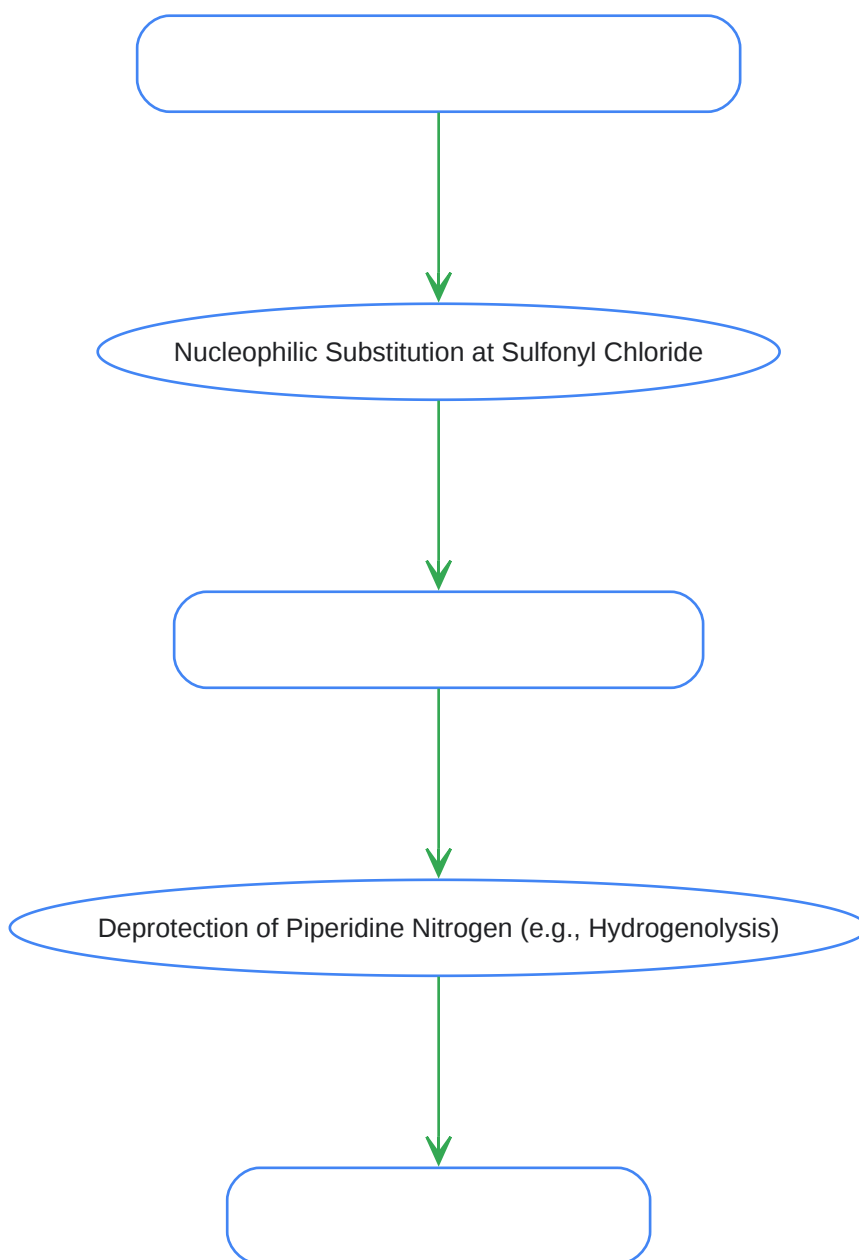 Nucleophilic Substitution at Sulfonyl Chloride
Deprotection of Piperidine Nitrogen (e.g., Hydrogenolysis)